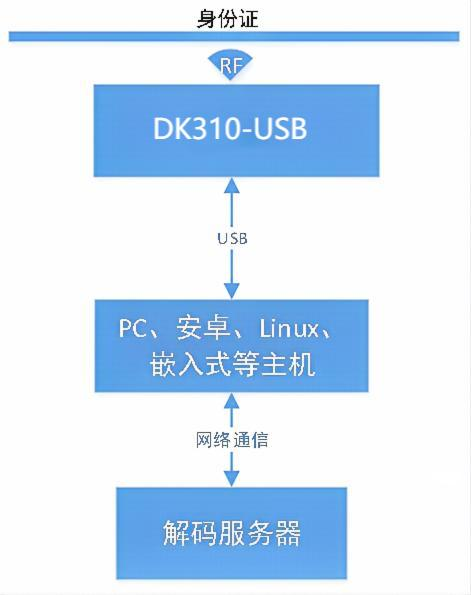 身份证
RF
DK310-USB
USB
PC、安卓、Linux、
嵌入式等主机
网络通信
解码服务器